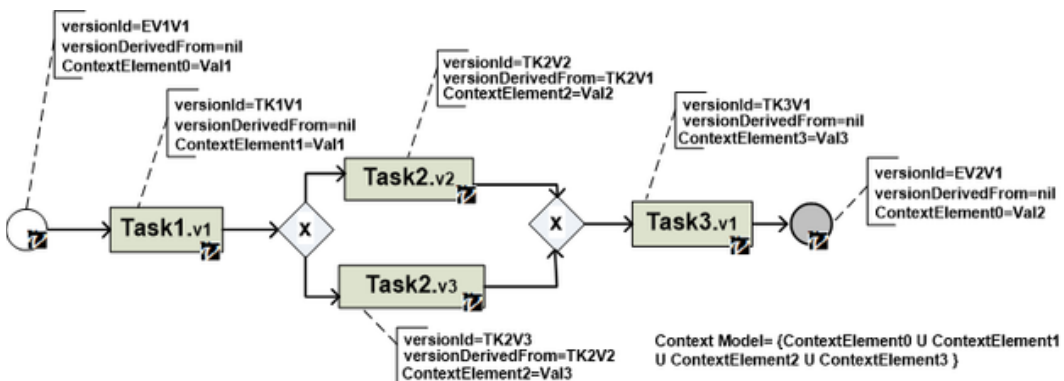 versionId=EV1V1
versionDerivedFrom=nil
ContextElement0=Val1
versionId=TK1V1
versionDerivedFrom=nil
ContextElement1=Val1
versionId=TK2V2
versionDerivedFrom=TK2V1
ContextElement2=Val2
versionId=TK3V1
versionDerivedFrom=nil
ContextElement3=Val3
versionId=EV2V1
versionDerivedFrom=nil
ContextElement0=Val2
Task1.v1
X
Task2.v2
Task2.v3
X
Task3.v1
versionId=TK2V3
versionDerivedFrom=TK2V2
ContextElement2=Val3
Context Model= {ContextElement0 U ContextElement1
U ContextElement2 U ContextElement3 }